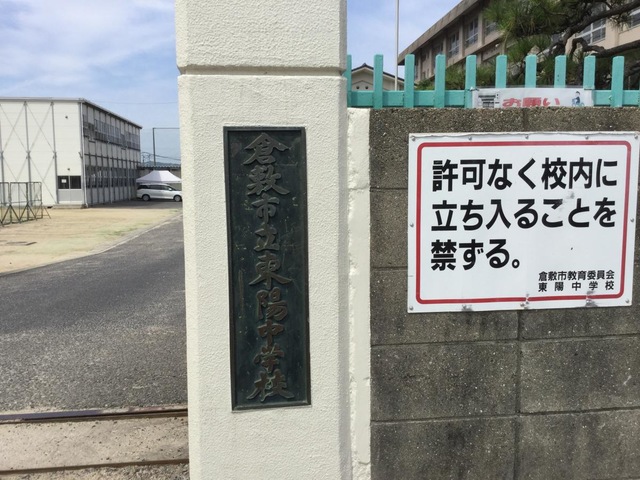 倉敷市立東陽中学校
お願い
許可なく校内に
立ち入ることを
禁ずる。
倉敷市教育委員会
東陽中学校